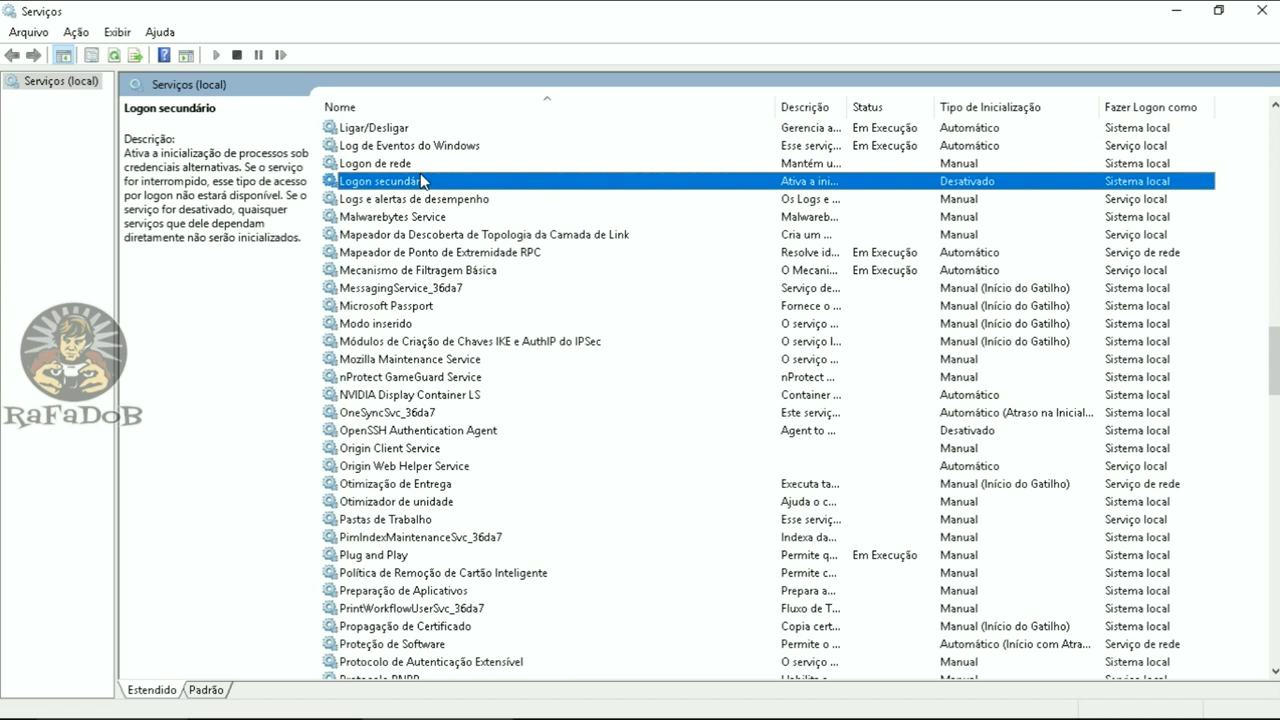 Serviços
Arquivo Ação Exibir Ajuda
Serviços (local)
Serviços (local)
Logon secundário
Descrição:
Ativa a inicialização de processos sob
credenciais alternativas. Se o serviço
for interrompido, esse tipo de acesso
por logon não estará disponível. Se o
serviço for desativado, quaisquer
serviços que dele dependam
diretamente não serão inicializados.
Nome Descrição Status Tipo de Inicialização Fazer Logon como
Ligar/Desligar Gerencia a... Em Execução Automático Sistema local
Log de Eventos do Windows Esse serviç... Em Execução Automático Serviço local
Logon de rede Mantém u... Manual Sistema local
Logon secundár Ativa a ini... Desativado Sistema local
Logs e alertas de desempenho Os Logs e ... Manual Serviço local
Malwarebytes Service Malwareb... Manual Sistema local
Mapeador da Descoberta de Topologia da Camada de Link Cria um ... Manual Serviço local
Mapeador de Ponto de Extremidade RPC Resolve id... Em Execução Automático Serviço de rede
Mecanismo de Filtragem Básica O Mecani... Em Execução Automático Serviço local
MessagingService_36da7 Serviço de... Manual (Início do Gatilho) Sistema local
Microsoft Passport Fornece o ... Manual (Início do Gatilho) Sistema local
Modo inserido O serviço ... Manual (Início do Gatilho) Sistema local
Módulos de Criação de Chaves IKE e AuthIP do IPSec O serviço I... Manual (Início do Gatilho) Sistema local
Mozilla Maintenance Service O serviço ... Manual Sistema local
nProtect GameGuard Service nProtect ... Manual Sistema local
NVIDIA Display Container LS Container ... Automático Sistema local
OneSyncSvc_36da7 Este serviç... Automático (Atraso na Inicial... Sistema local
OpenSSH Authentication Agent Agent to ... Desativado Sistema local
Origin Client Service Manual Sistema local
Origin Web Helper Service Automático Sistema local
Otimização de Entrega Executa ta... Manual (Início do Gatilho) Serviço de rede
Otimizador de unidade Ajuda o c... Manual Sistema local
Pastas de Trabalho Esse serviç... Manual Serviço local
PimIndexMaintenanceSvc_36da7 Indexa da... Manual Sistema local
Plug and Play Permite q... Em Execução Manual Sistema local
Política de Remoção de Cartão Inteligente Permite c... Manual Sistema local
Preparação de Aplicativos Prepara a... Manual Sistema local
PrintWorkflowUserSvc_36da7 Fluxo de T... Manual Sistema local
Propagação de Certificado Copia cert... Manual (Início do Gatilho) Sistema local
Proteção de Software Permite o ... Automático (Início com Atra... Serviço de rede
Protocolo de Autenticação Extensível O serviço ... Manual Sistema local
RaFaDoB
Estendido Padrão